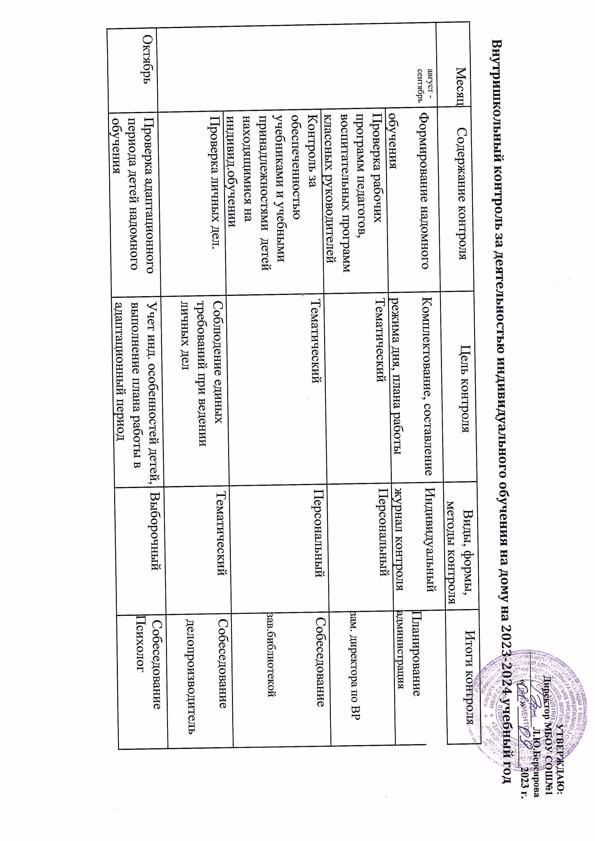 УТВЕРЖДАЮ:
Директор МБОУ СОШ№1
Л.Ю.Берсирова
2023 г.
Внутришкольный контроль за деятельностью индивидуального обучения на дому на 2023-2024 учебный год
Месяц
Содержание контроля
Цель контроля
Виды, формы,
методы контроля
Итоги контроля
август -
сентябрь
Формирование надомного
обучения
Комплектование, составление
режима дня, плана работы
Индивидуальный
журнал контроля
Планирование
администрация
Проверка рабочих
программ педагогов,
воспитательных программ
классных руководителей
Тематический
Персональный
зам. директора по ВР
Контроль за
обеспеченностью
учебниками и учебными
принадлежностями детей
находящимися на
индивид.обучении
Тематический
Персональный
Собеседование
зав.библиотекой
Проверка личных дел.
Соблюдение единых
требований при ведении
личных дел
Тематический
Собеседование
делопроизводитель
Октябрь
Проверка адаптационного
периода детей надомного
обучения
Учет инд. особенностей детей,
выполнение плана работы в
адаптационный период
Выборочный
Собеседование
Психолог